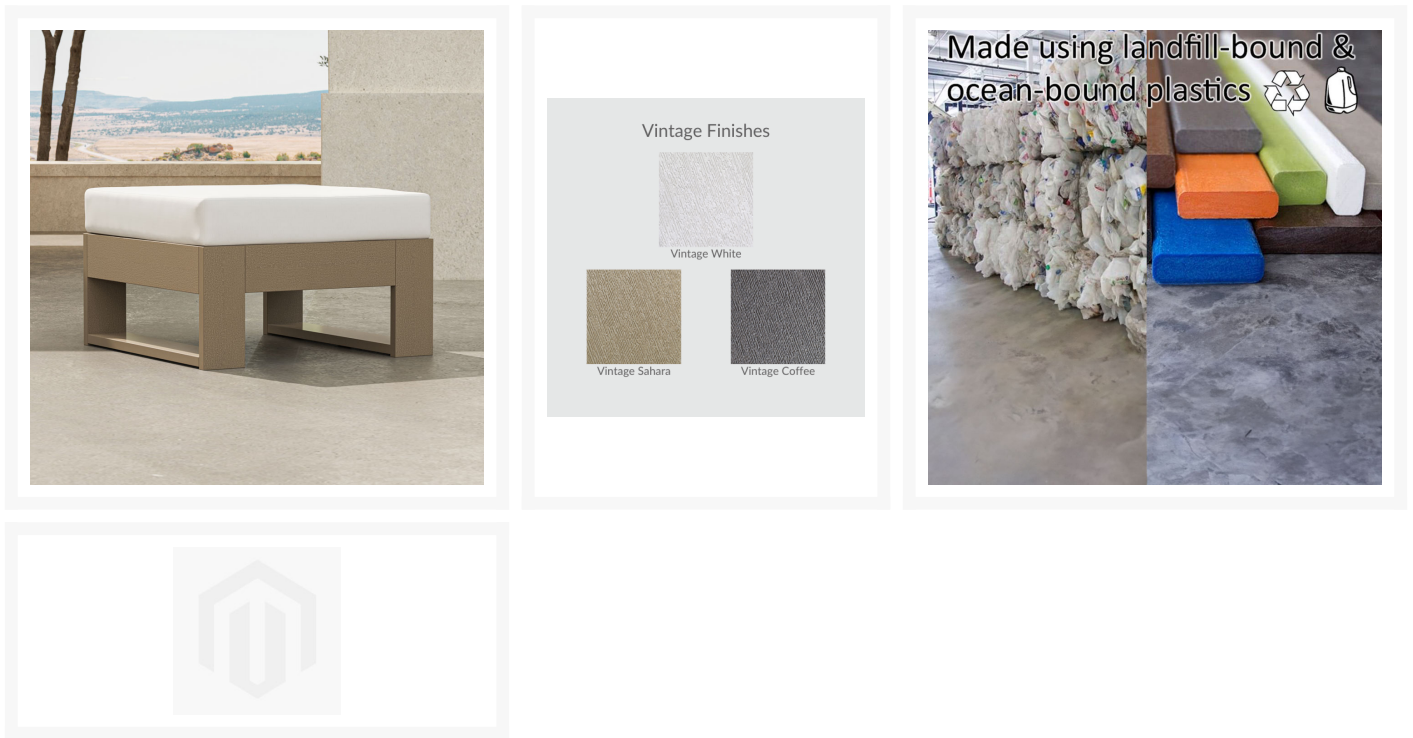 Vintage Finishes
Vintage White
Vintage Sahara
Vintage Coffee
Made using landfill-bound &
ocean-bound plastics